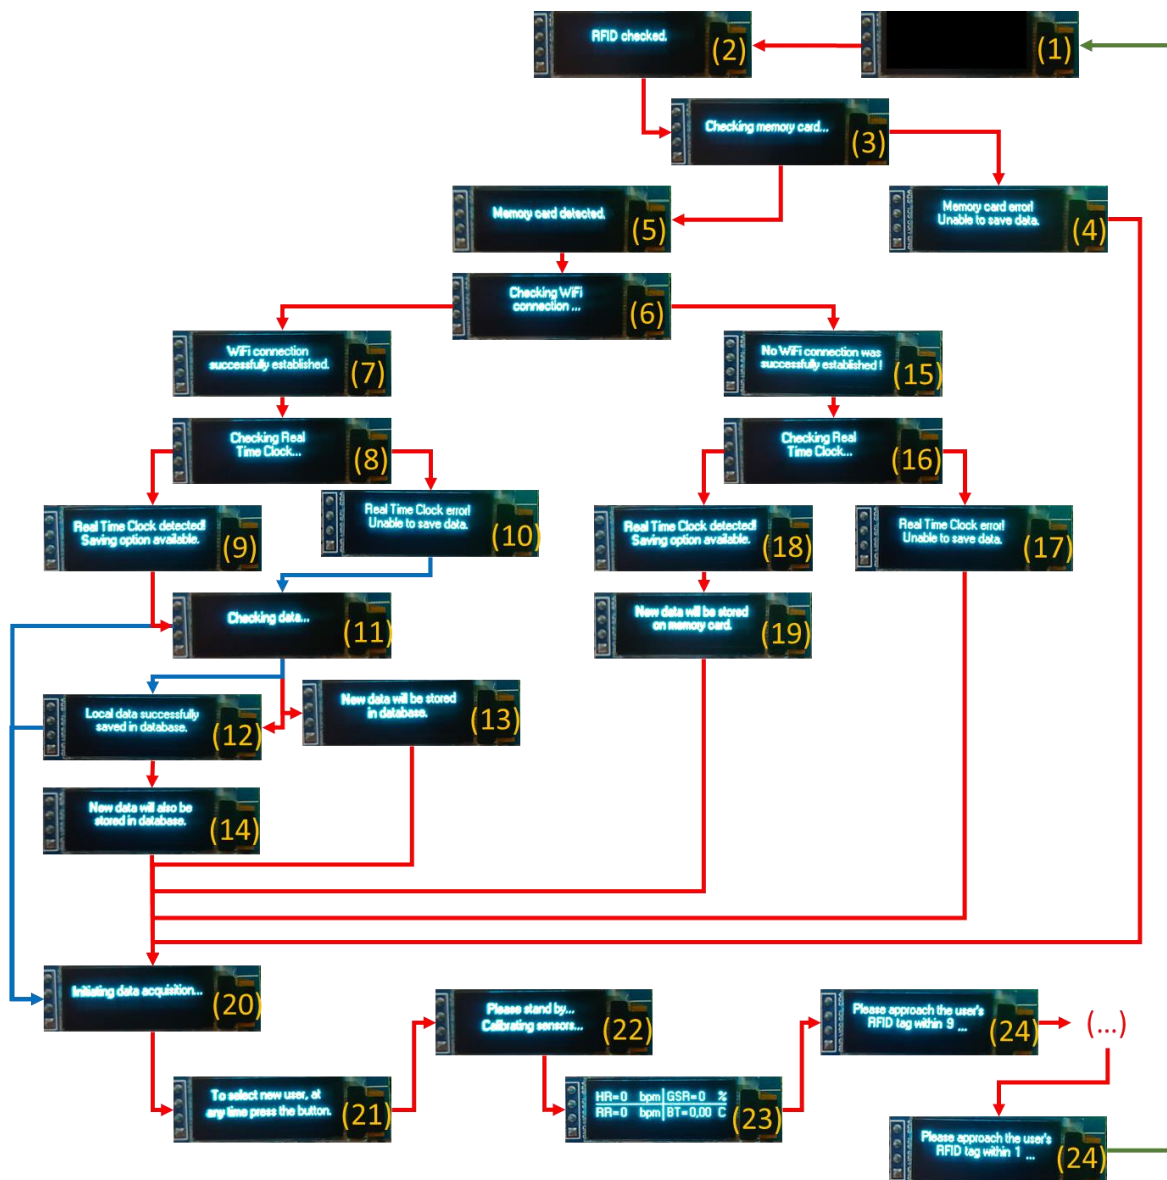 RFID checked.
(2)
(1)
Checking memory card...
(3)
Memory card detected.
(5)
Memory card error!
Unable to save data.
(4)
Checking WiFi
connection ...
(6)
WiFi connection
successfully established.
(7)
No WiFi connection was
successfully established !
(15)
Checking Real
Time Clock...
(8)
Checking Real
Time Clock...
(16)
Real Time Clock detected!
Saving option available.
(9)
Real Time Clock error!
Unable to save data.
(10)
Real Time Clock detected!
Saving option available.
(18)
Real Time Clock error!
Unable to save data.
(17)
Checking data...
(11)
New data will be stored
on memory card.
(19)
Local data successfully
saved in database.
(12)
New data will be stored
in database.
(13)
New data will also be
stored in database.
(14)
Initiating data acquisition...
(20)
Please stand by...
Calibrating sensors...
(22)
Please approach the user's
RFID tag within 9 ...
(24)
(...)
To select new user, at
any time press the button.
(21)
HR=0 bpm GSR=0 %
RR=0 bpm BT=0,00 C
(23)
Please approach the user's
RFID tag within 1 ...
(24)